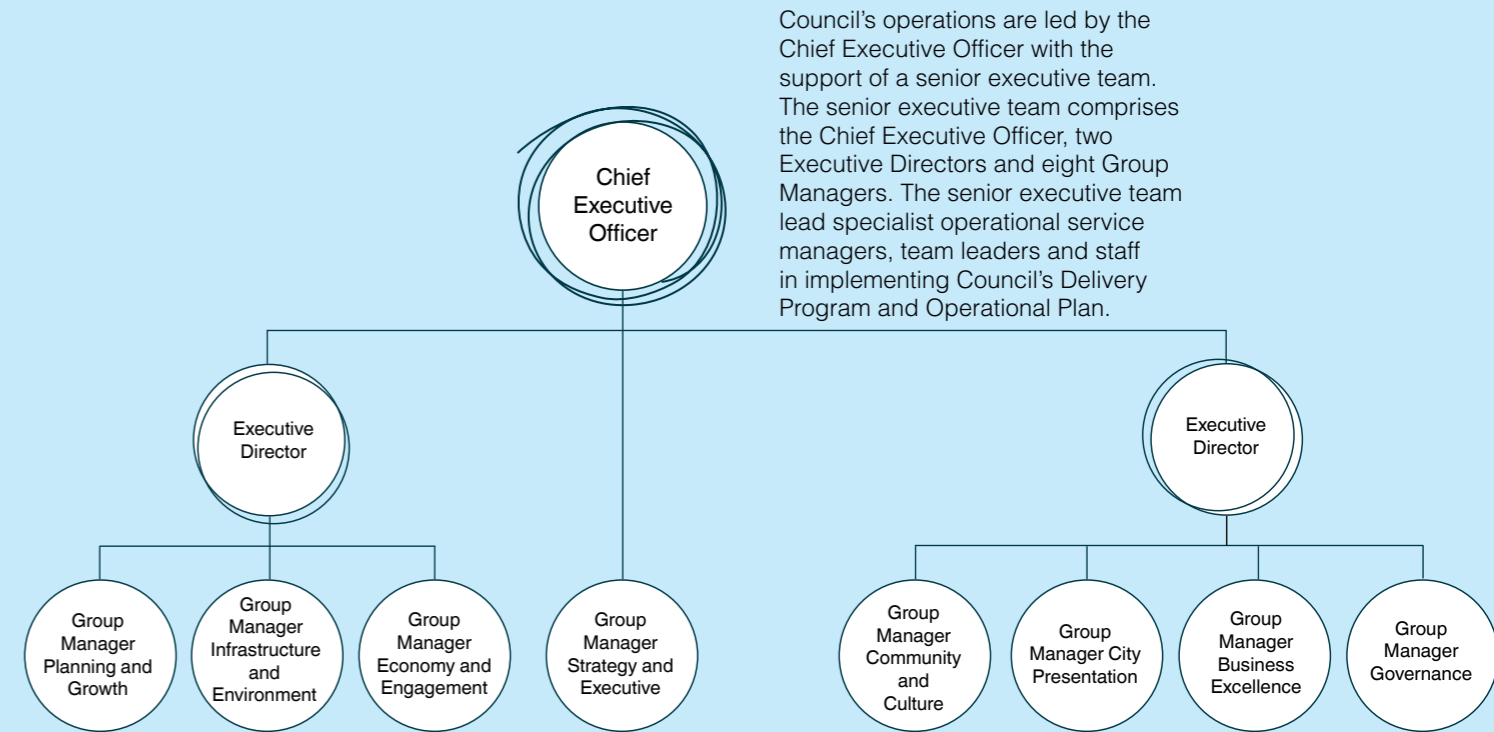 Council’s operations are led by the
Chief Executive Officer with the
support of a senior executive team.
The senior executive team comprises
the Chief Executive Officer, two
Executive Directors and eight Group
Managers. The senior executive team
lead specialist operational service
managers, team leaders and staff
in implementing Council’s Delivery
Program and Operational Plan.
Chief
Executive
Officer
Executive
Director
Executive
Director
Group
Manager
Planning and
Growth
Group
Manager
Infrastructure
and
Environment
Group
Manager
Economy and
Engagement
Group
Manager
Strategy and
Executive
Group
Manager
Community
and
Culture
Group
Manager City
Presentation
Group
Manager
Business
Excellence
Group
Manager
Governance